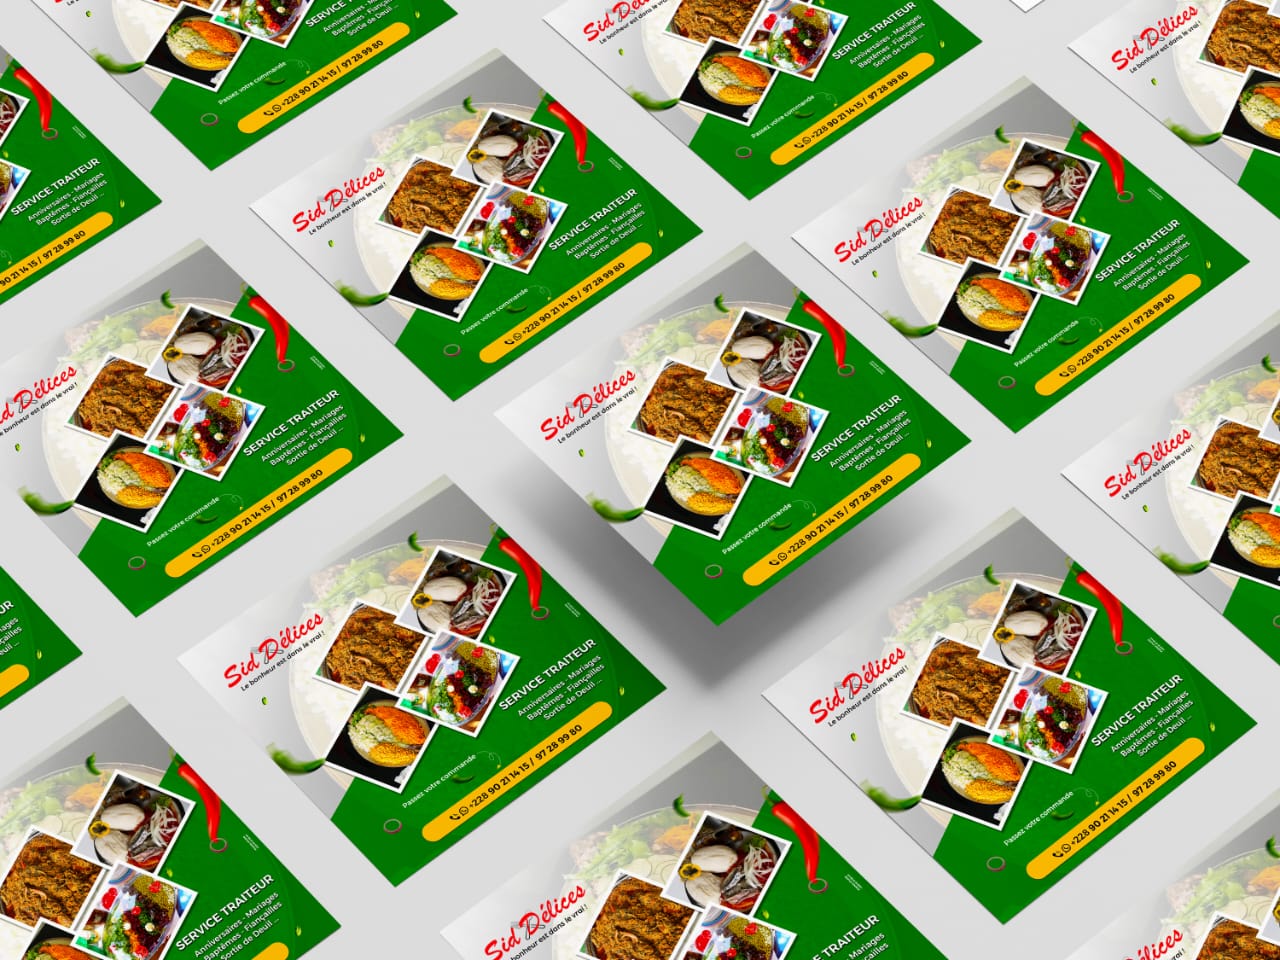 Sid Délices
Le bonheur est dans le vrai !
SERVICE TRAITEUR
Anniversaires - Mariages
Baptêmes - Fiançailles
Sortie de Deuil ...
Passez votre commande
+228 90 21 14 15 / 97 28 99 80